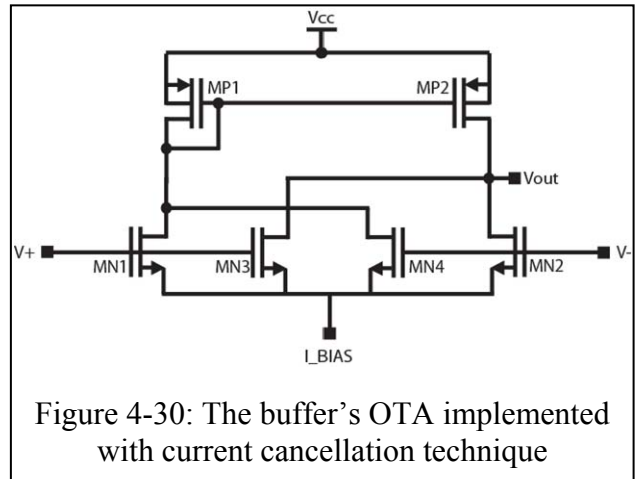 Vcc
MP1
MP2
Vout
V+
MN1
MN3
MN4
MN2
V-
I_BIAS
Figure 4-30: The buffer’s OTA implemented
with current cancellation technique